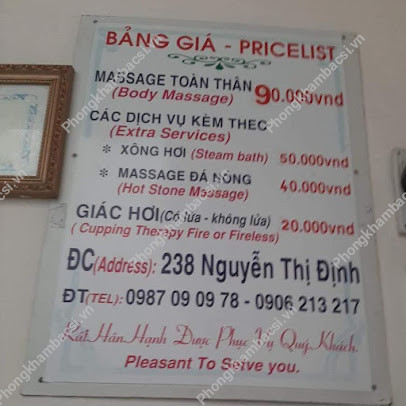 BẢNG GIÁ - PRICELIST
MASSAGE TOÀN THÂN 90.000vnd
(Body Massage)
CÁC DỊCH VỤ KÈM THEO
(Extra Services)
* XÔNG HƠI (Steam bath) 50.000vnd
* MASSAGE ĐÁ NÓNG 40.000vnd
(Hot Stone Massage)
GIÁC HƠI (Có lửa - không lửa) 20.000vnd
( Cupping Therapy Fire or Fireless)
ĐC(Address): 238 Nguyễn Thị Định
ĐT(TEL): 0987 09 09 78 - 0906 213 217
Rất Hân Hạnh Được Phục Vụ Quý Khách.
Pleasant To Serve you.
Phongkhambacsi.vn